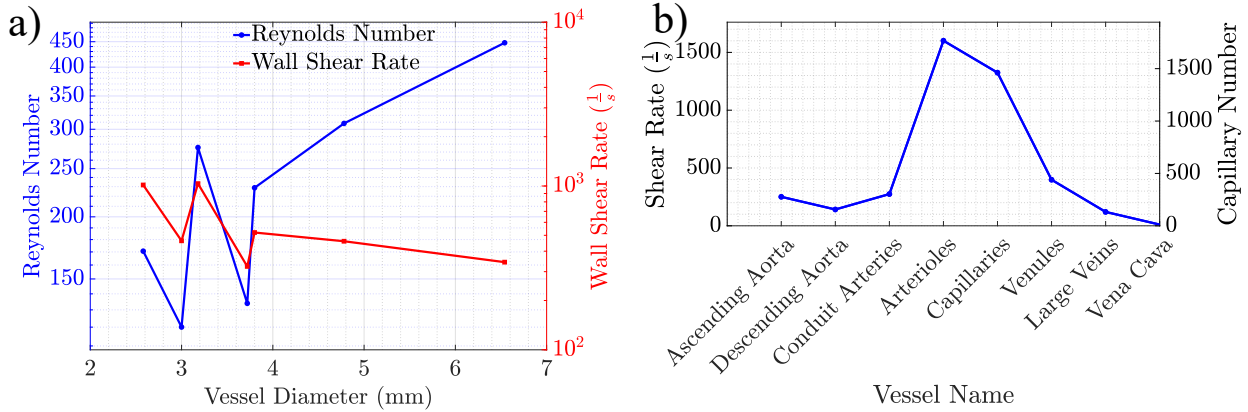 a)
Reynolds Number
Wall Shear Rate
450
400
350
300
250
200
150
Reynolds Number
10^4
10^3
10^2
Wall Shear Rate (1/s)
2 3 4 5 6 7
Vessel Diameter (mm)
b)
1500
1000
500
0
Shear Rate (1/s)
1500
1000
500
0
Capillary Number
Ascending Aorta
Descending Aorta
Conduit Arteries
Arterioles
Capillaries
Venules
Large Veins
Vena Cava
Vessel Name